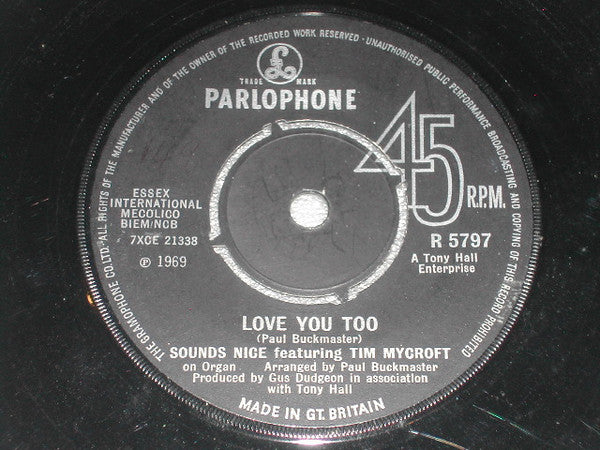 THE GRAMOPHONE CO.LTD. ALL RIGHTS OF THE MANUFACTURER AND OF THE OWNER OF THE RECORDED WORK RESERVED · UNAUTHORISED PUBLIC PERFORMANCE BROADCASTING AND COPYING OF THIS RECORD PROHIBITED
£
TRADE MARK
PARLOPHONE
45
R.P.M.
ESSEX
INTERNATIONAL
MECOLICO
BIEM/NCB
7XCE 21338
℗ 1969
R 5797
A Tony Hall
Enterprise
LOVE YOU TOO
(Paul Buckmaster)
SOUNDS NICE featuring TIM MYCROFT
on Organ Arranged by Paul Buckmaster
Produced by Gus Dudgeon in association
with Tony Hall
MADE IN GT. BRITAIN